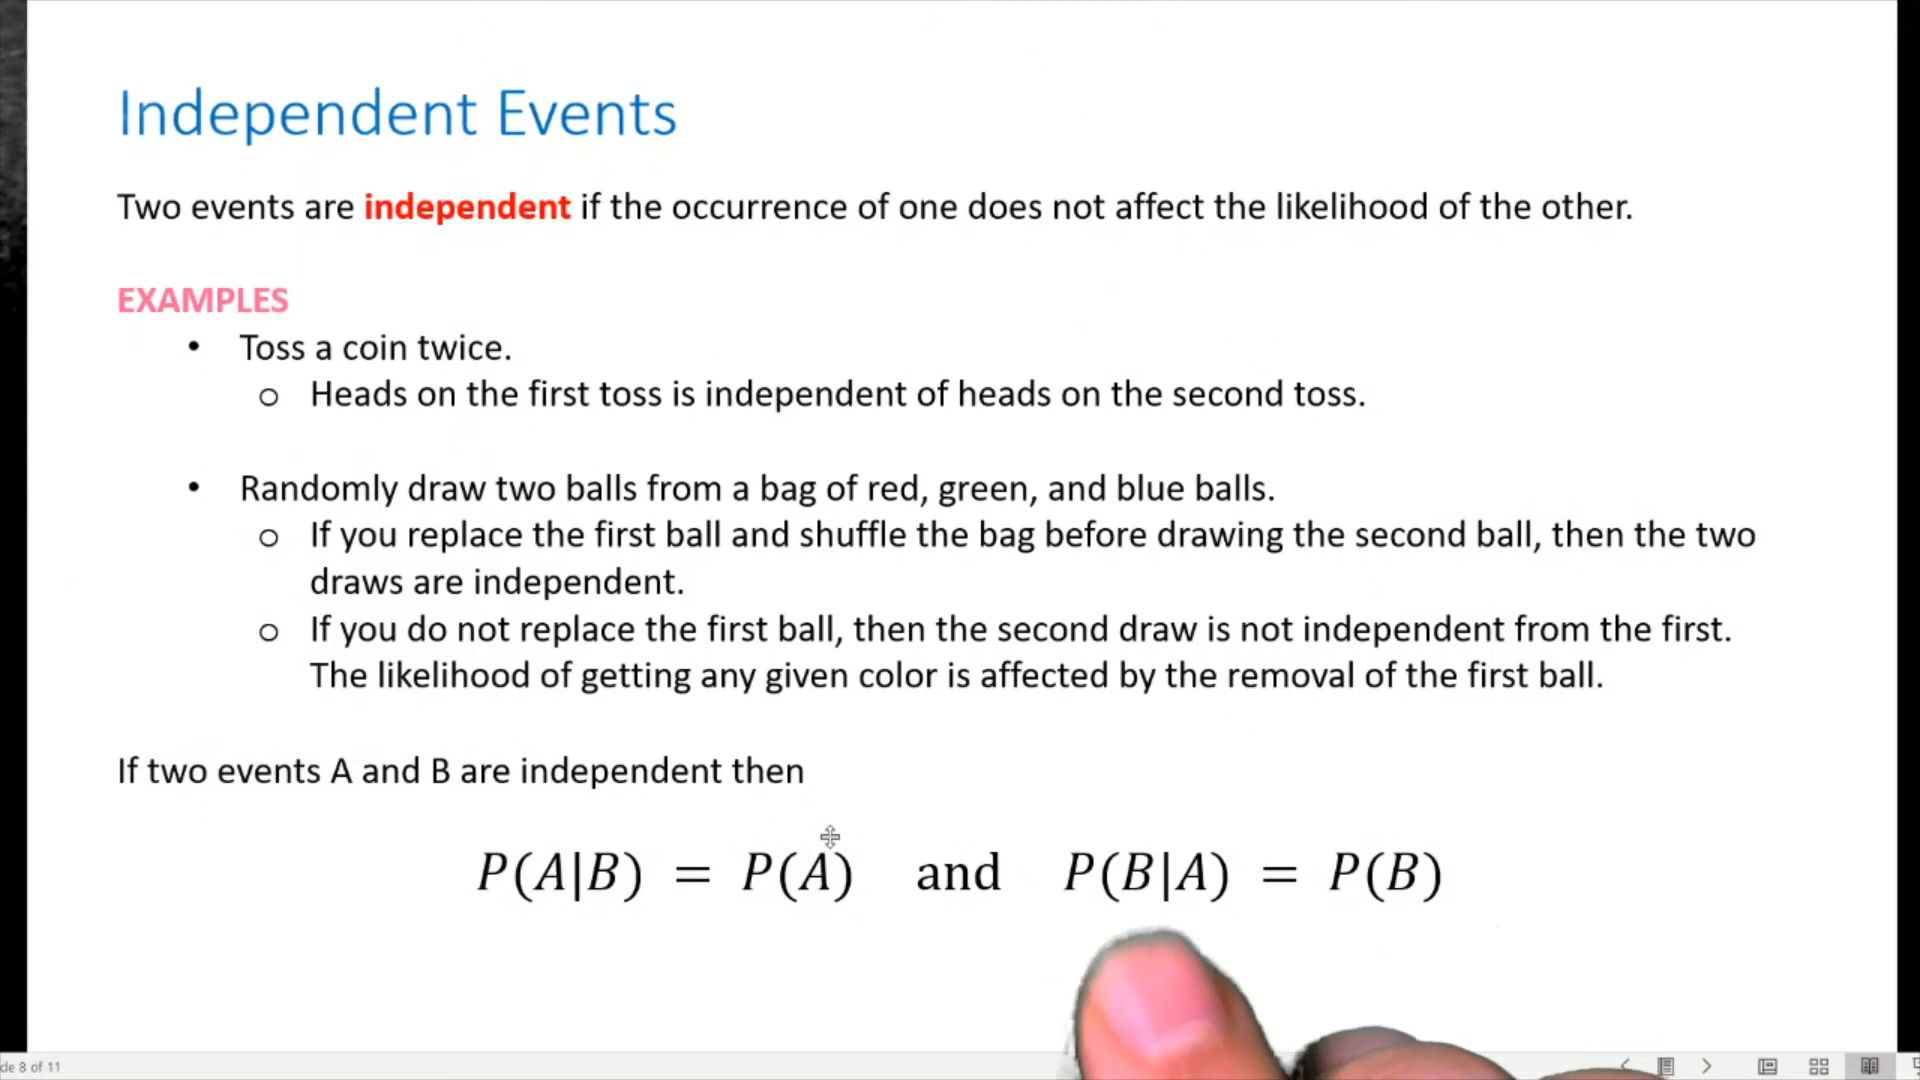 Independent Events
Two events are independent if the occurrence of one does not affect the likelihood of the other.
EXAMPLES
• Toss a coin twice.
o Heads on the first toss is independent of heads on the second toss.
• Randomly draw two balls from a bag of red, green, and blue balls.
o If you replace the first ball and shuffle the bag before drawing the second ball, then the two
draws are independent.
o If you do not replace the first ball, then the second draw is not independent from the first.
The likelihood of getting any given color is affected by the removal of the first ball.
If two events A and B are independent then
P(A|B) = P(A) and P(B|A) = P(B)
de 8 of 11